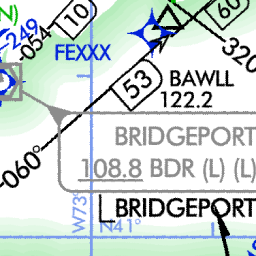 N)
10
60
-249
-054
FEXXX
320
53
BAWLL
122.2
BRIDGEPORT
108.8 BDR (L) (L)
-060°
W73°
BRIDGEPORT
N41°